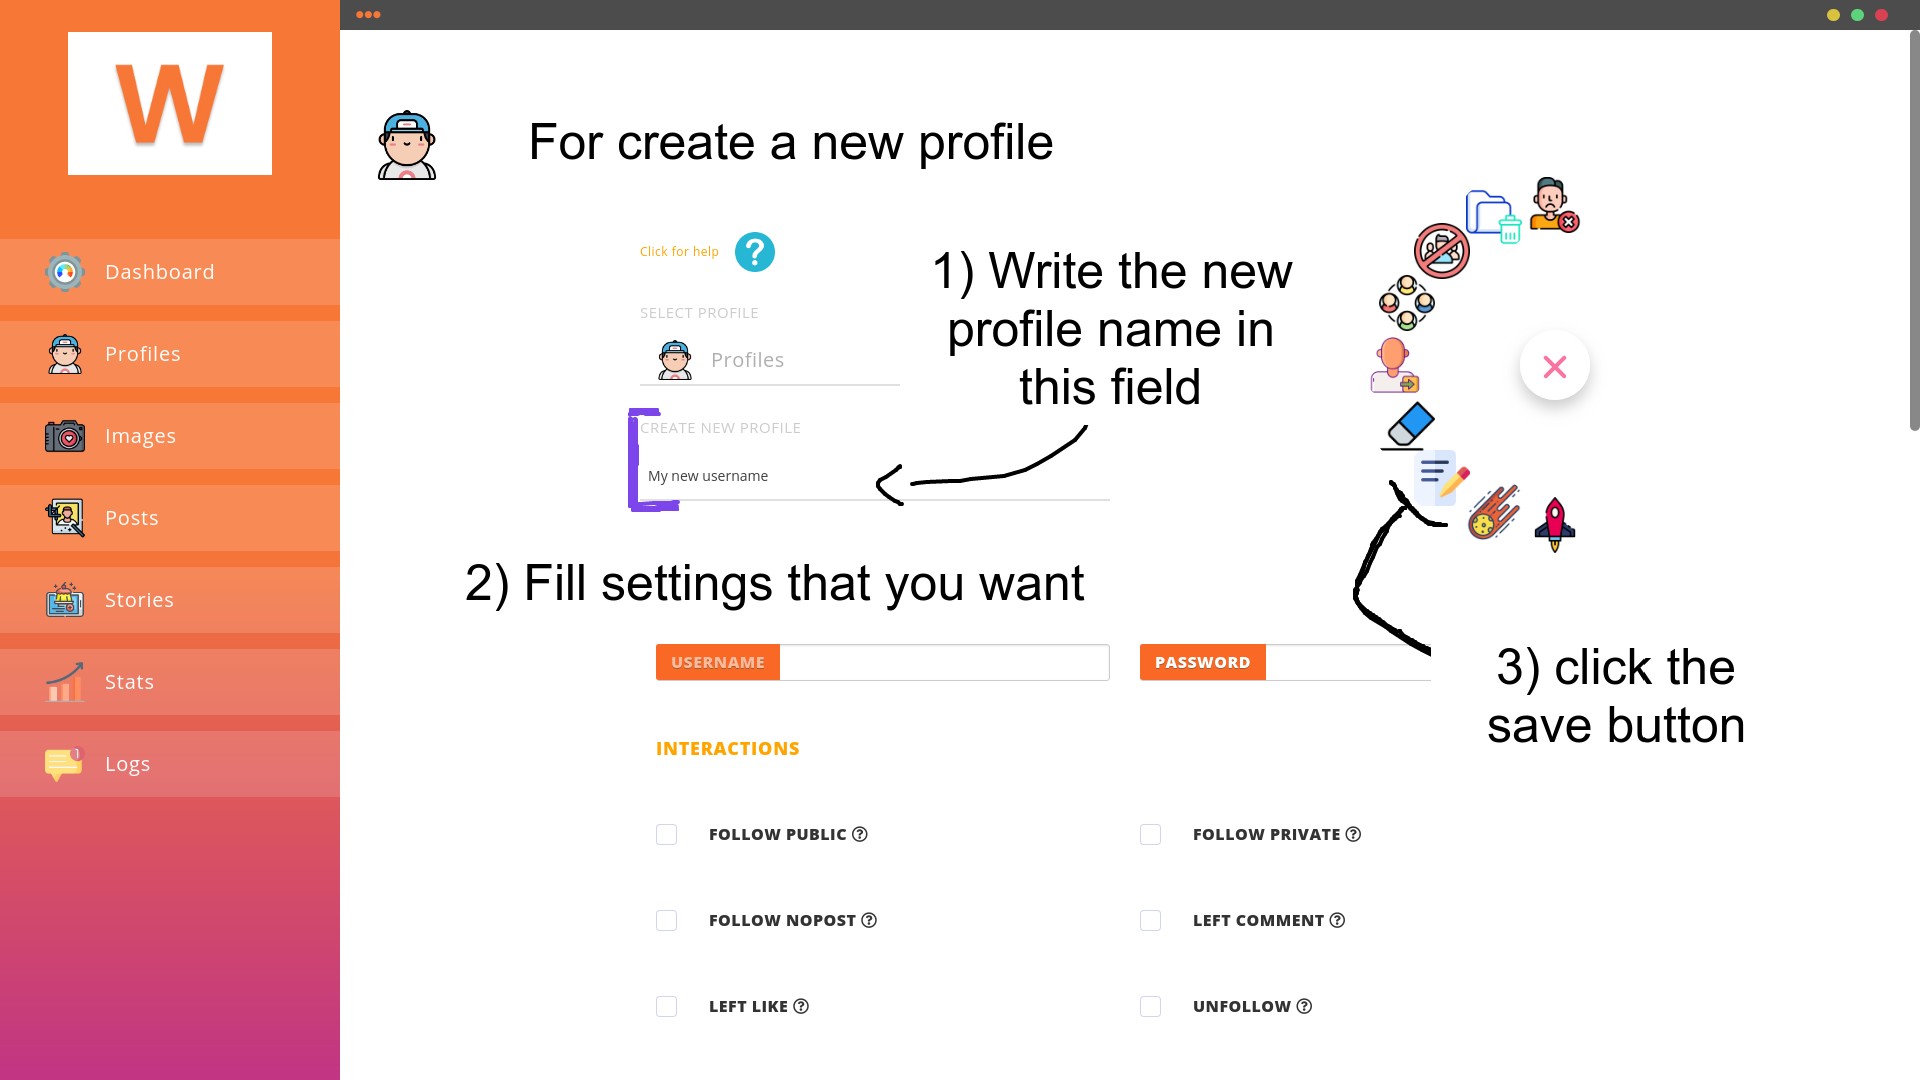 W
Dashboard
Profiles
Images
Posts
Stories
Stats
1
Logs
For create a new profile
Click for help ?
SELECT PROFILE
Profiles
CREATE NEW PROFILE
My new username
1) Write the new
profile name in
this field
2) Fill settings that you want
USERNAME
PASSWORD
3) click the
save button
INTERACTIONS
FOLLOW PUBLIC ?
FOLLOW PRIVATE ?
FOLLOW NOPOST ?
LEFT COMMENT ?
LEFT LIKE ?
UNFOLLOW ?